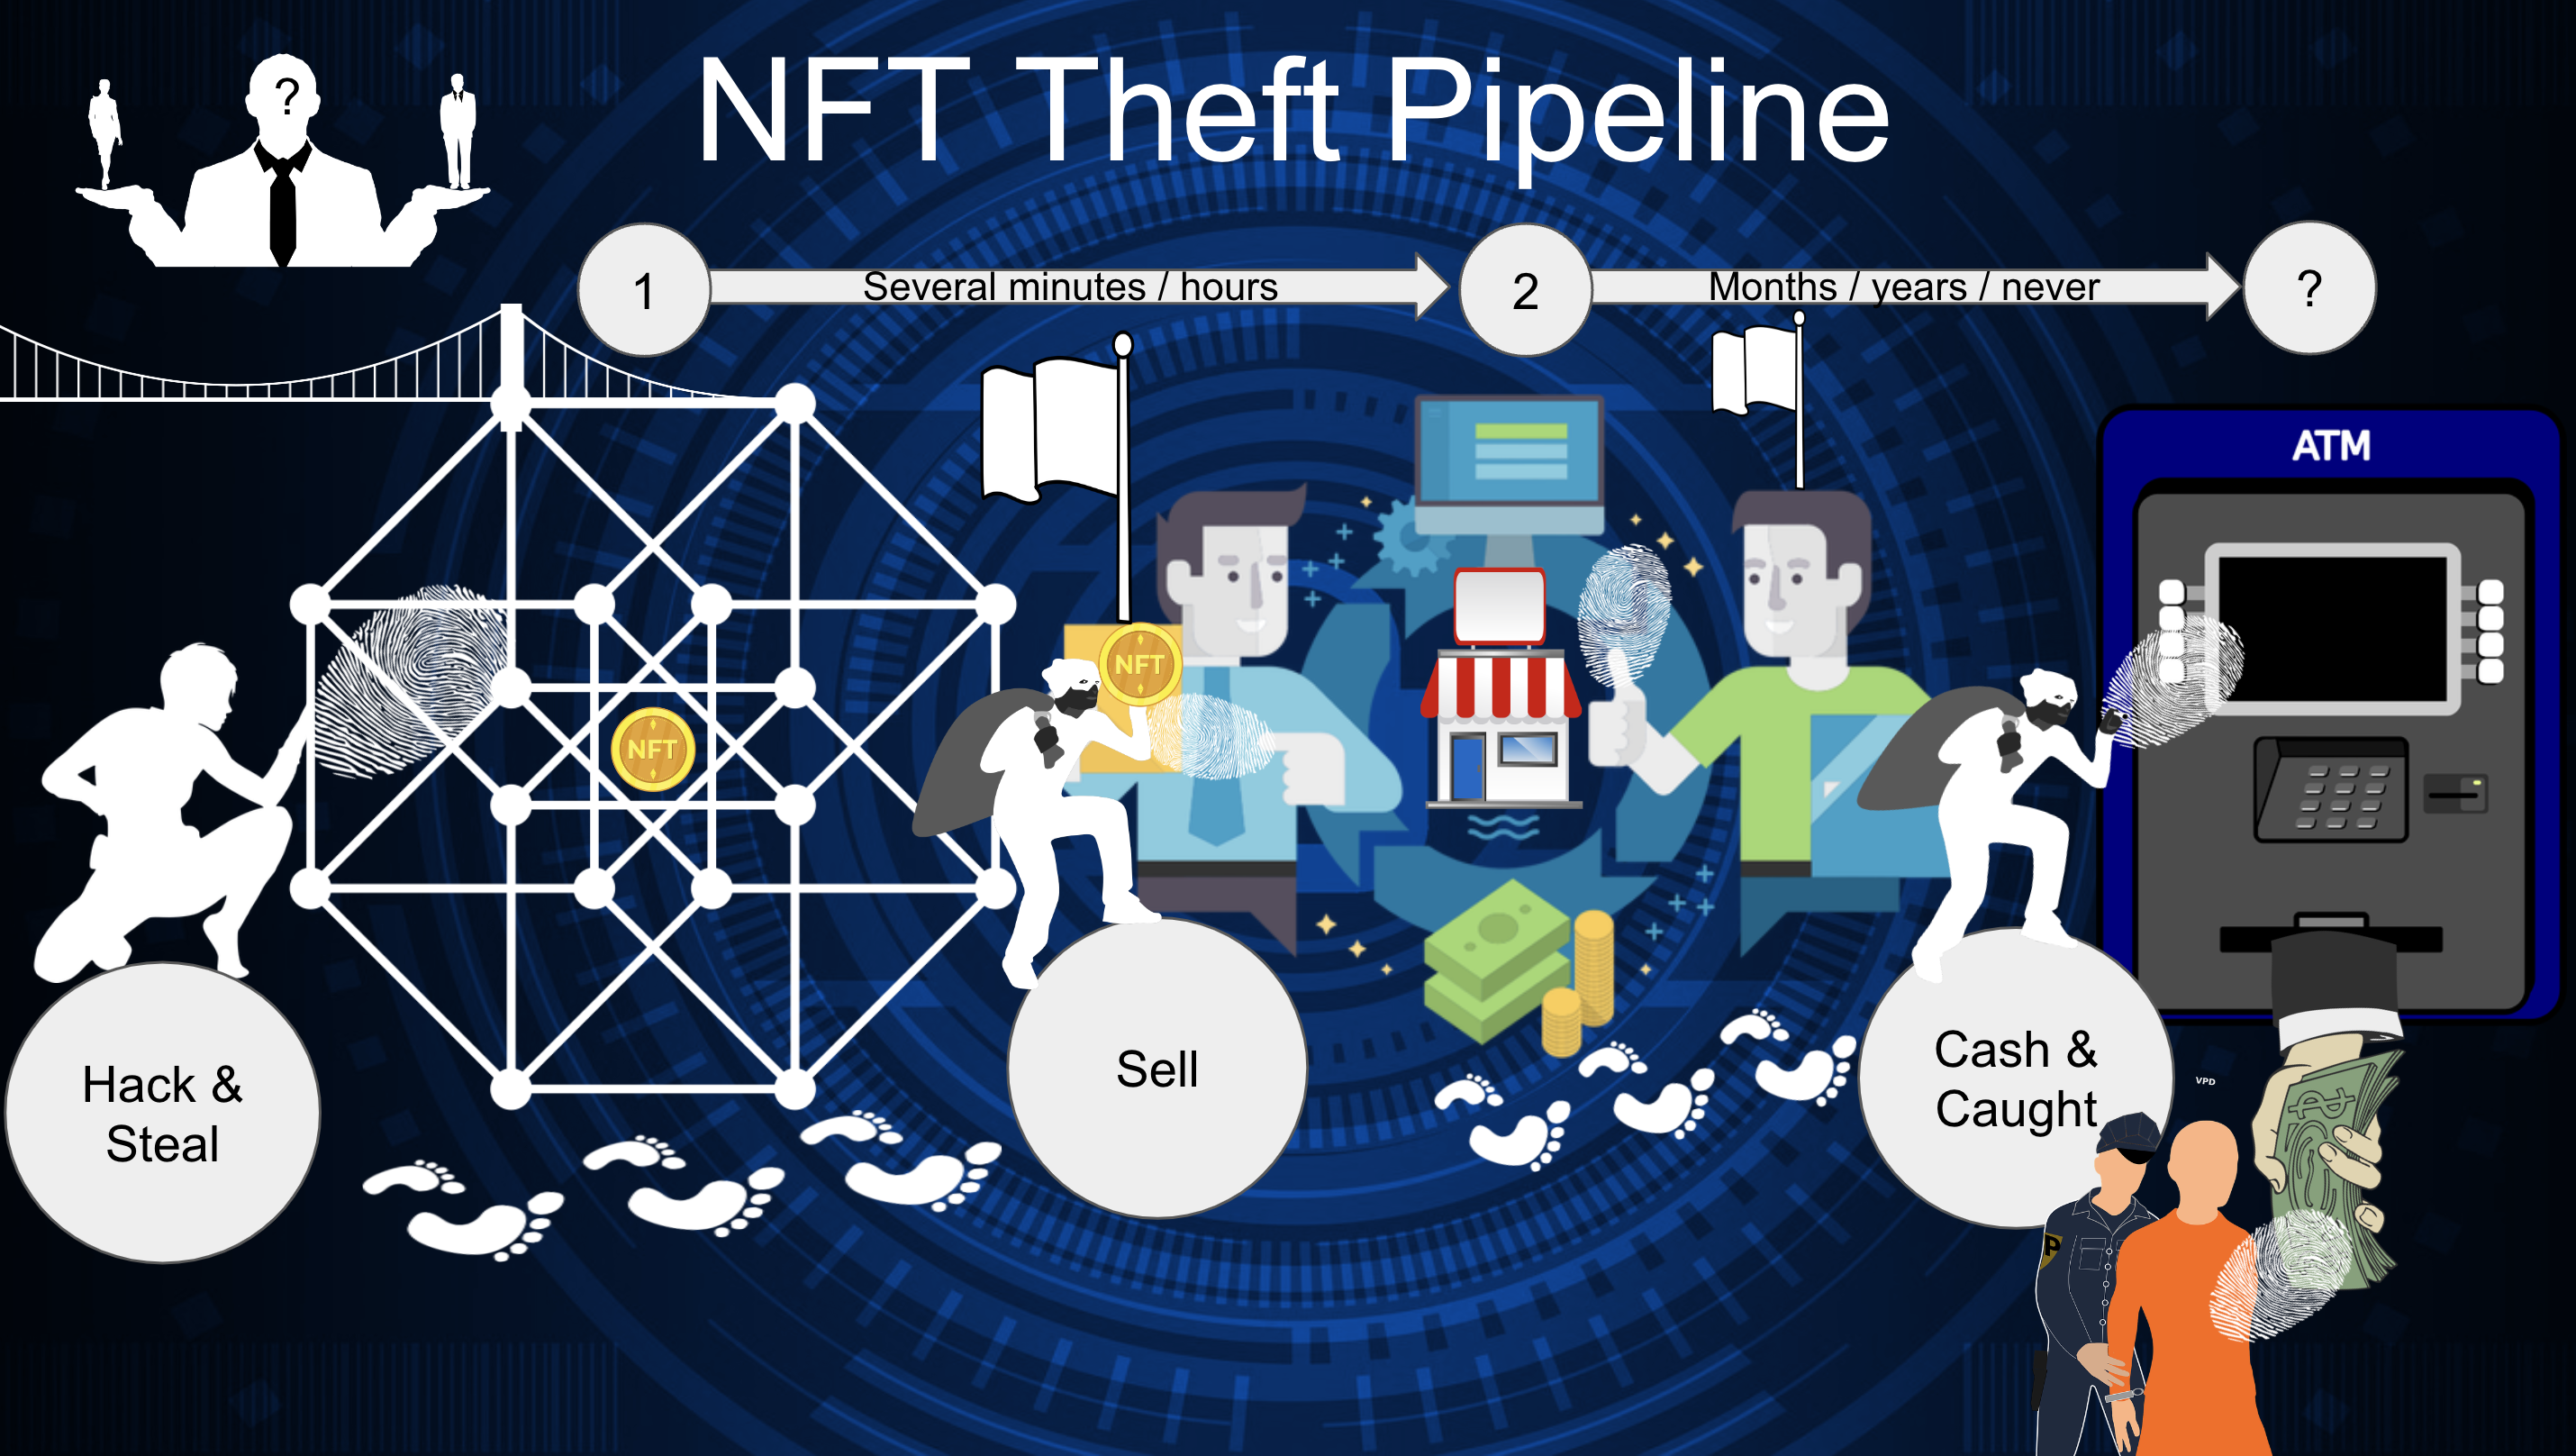 ?
NFT Theft Pipeline
1
Several minutes / hours
2
Months / years / never
?
ATM
NFT
NFT
Hack &
Steal
Sell
Cash &
Caught
VPD
P